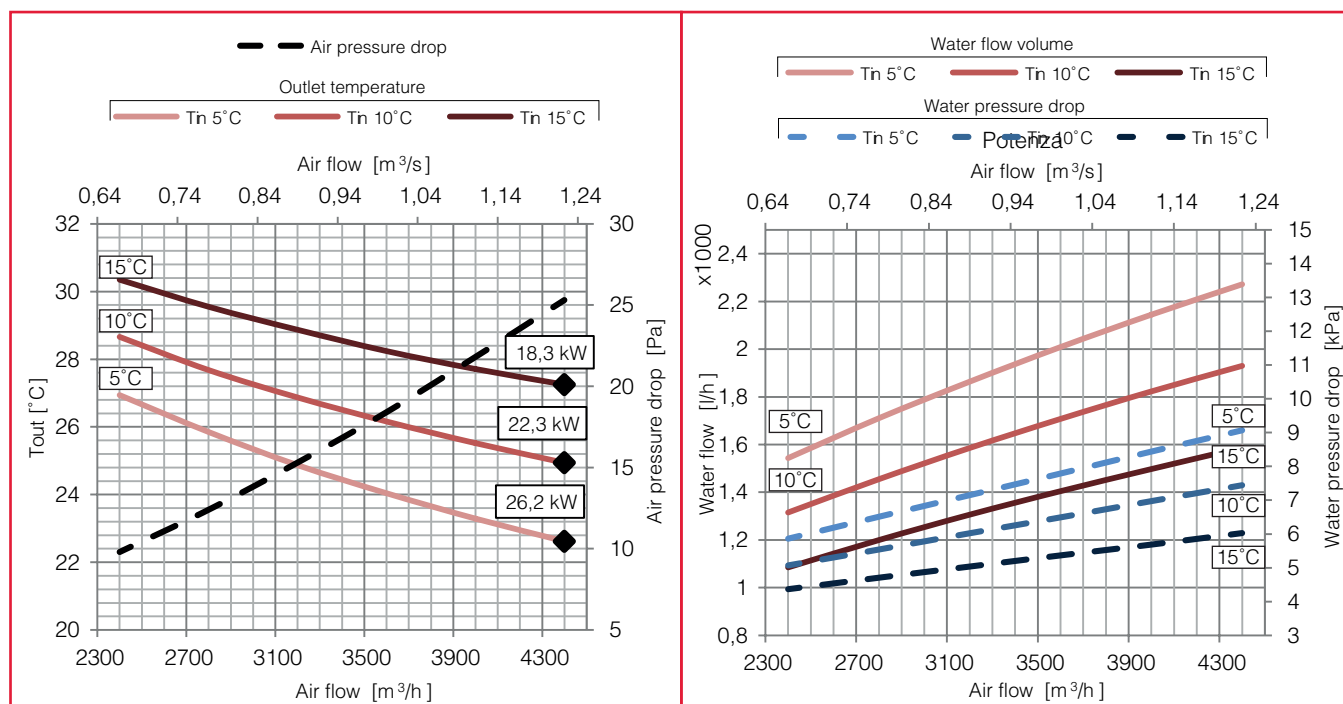 Air pressure drop
Outlet temperature
Tin 5°C Tin 10°C Tin 15°C
Air flow [m³/s]
0,64 0,74 0,84 0,94 1,04 1,14 1,24
32
30
28
26
24
22
20
Tout [°C]
30
25
20
15
10
5
Air pressure drop [Pa]
15°C
10°C
5°C
18,3 kW
22,3 kW
26,2 kW
2300 2700 3100 3500 3900 4300
Air flow [m³/h]
Water flow volume
Tin 5°C Tin 10°C Tin 15°C
Water pressure drop
Tin 5°C Tin 10°C Tin 15°C
Potenza
Air flow [m³/s]
0,64 0,74 0,84 0,94 1,04 1,14 1,24
x1000
2,4
2,2
2
1,8
1,6
1,4
1,2
1
0,8
Water flow [l/h]
15
14
13
12
11
10
9
8
7
6
5
4
3
Water pressure drop [kPa]
5°C
10°C
5°C
15°C
10°C
15°C
2300 2700 3100 3500 3900 4300
Air flow [m³/h]